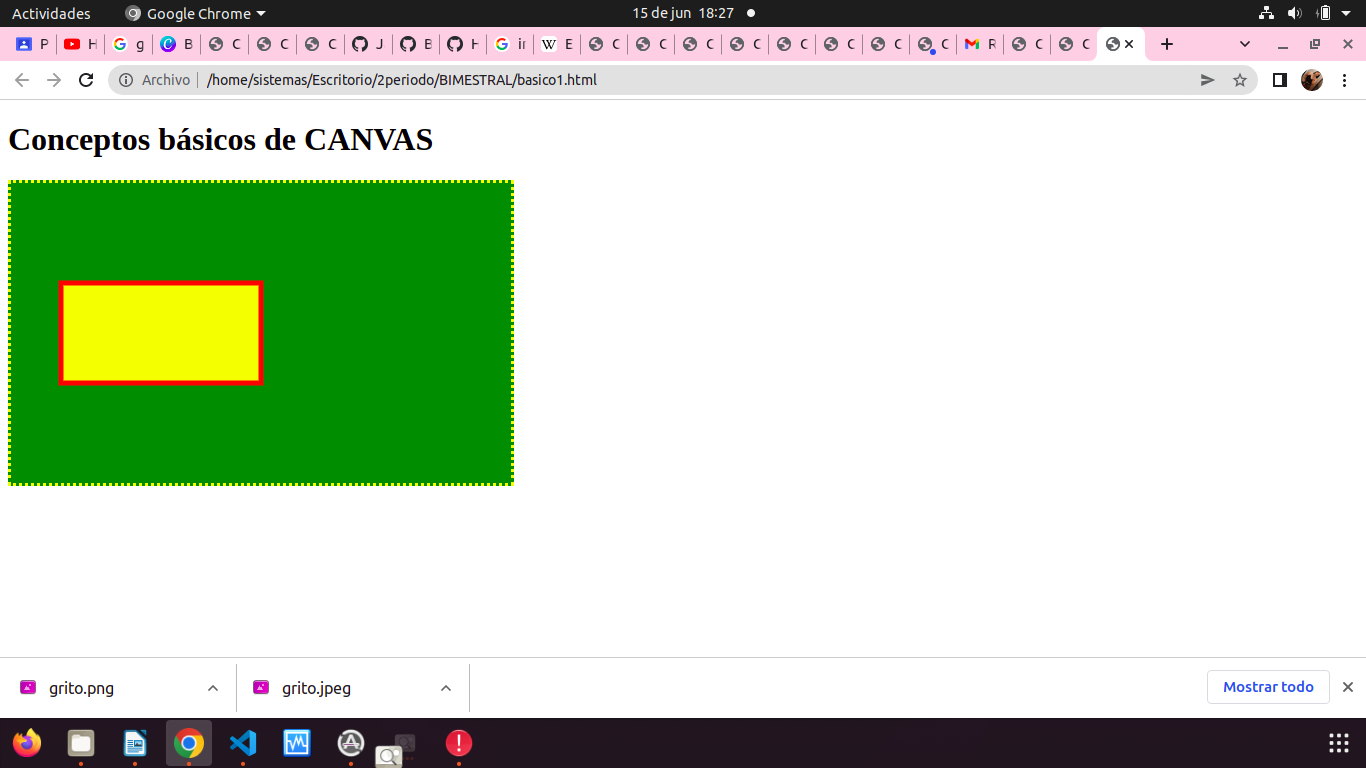 Actividades Google Chrome 15 de jun 18:27
P H g B C C C J B H ir W E C C C C C C C C R C C
Archivo /home/sistemas/Escritorio/2periodo/BIMESTRAL/basico1.html
Conceptos básicos de CANVAS
grito.png grito.jpeg Mostrar todo